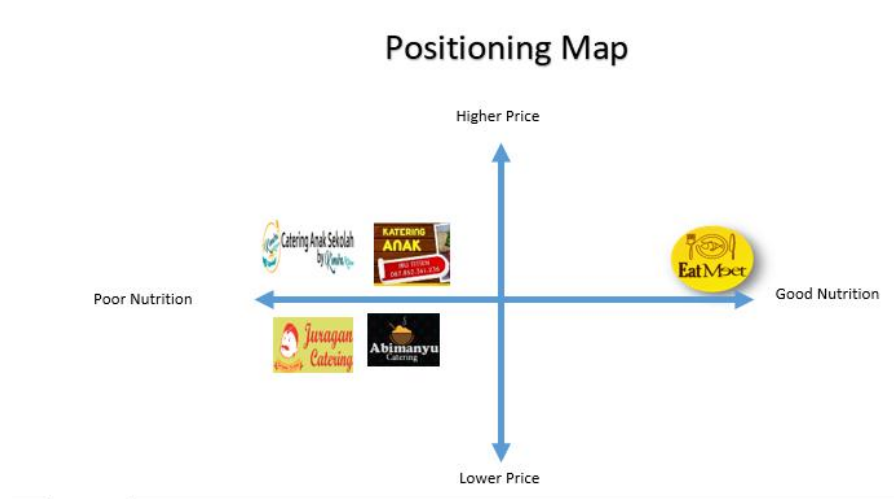 Positioning Map
Higher Price
Catering Anak Sekolah
by
KATERING
ANAK
EatMeet
Poor Nutrition
Good Nutrition
Juragan
Catering
Abimanyu
Catering
Lower Price